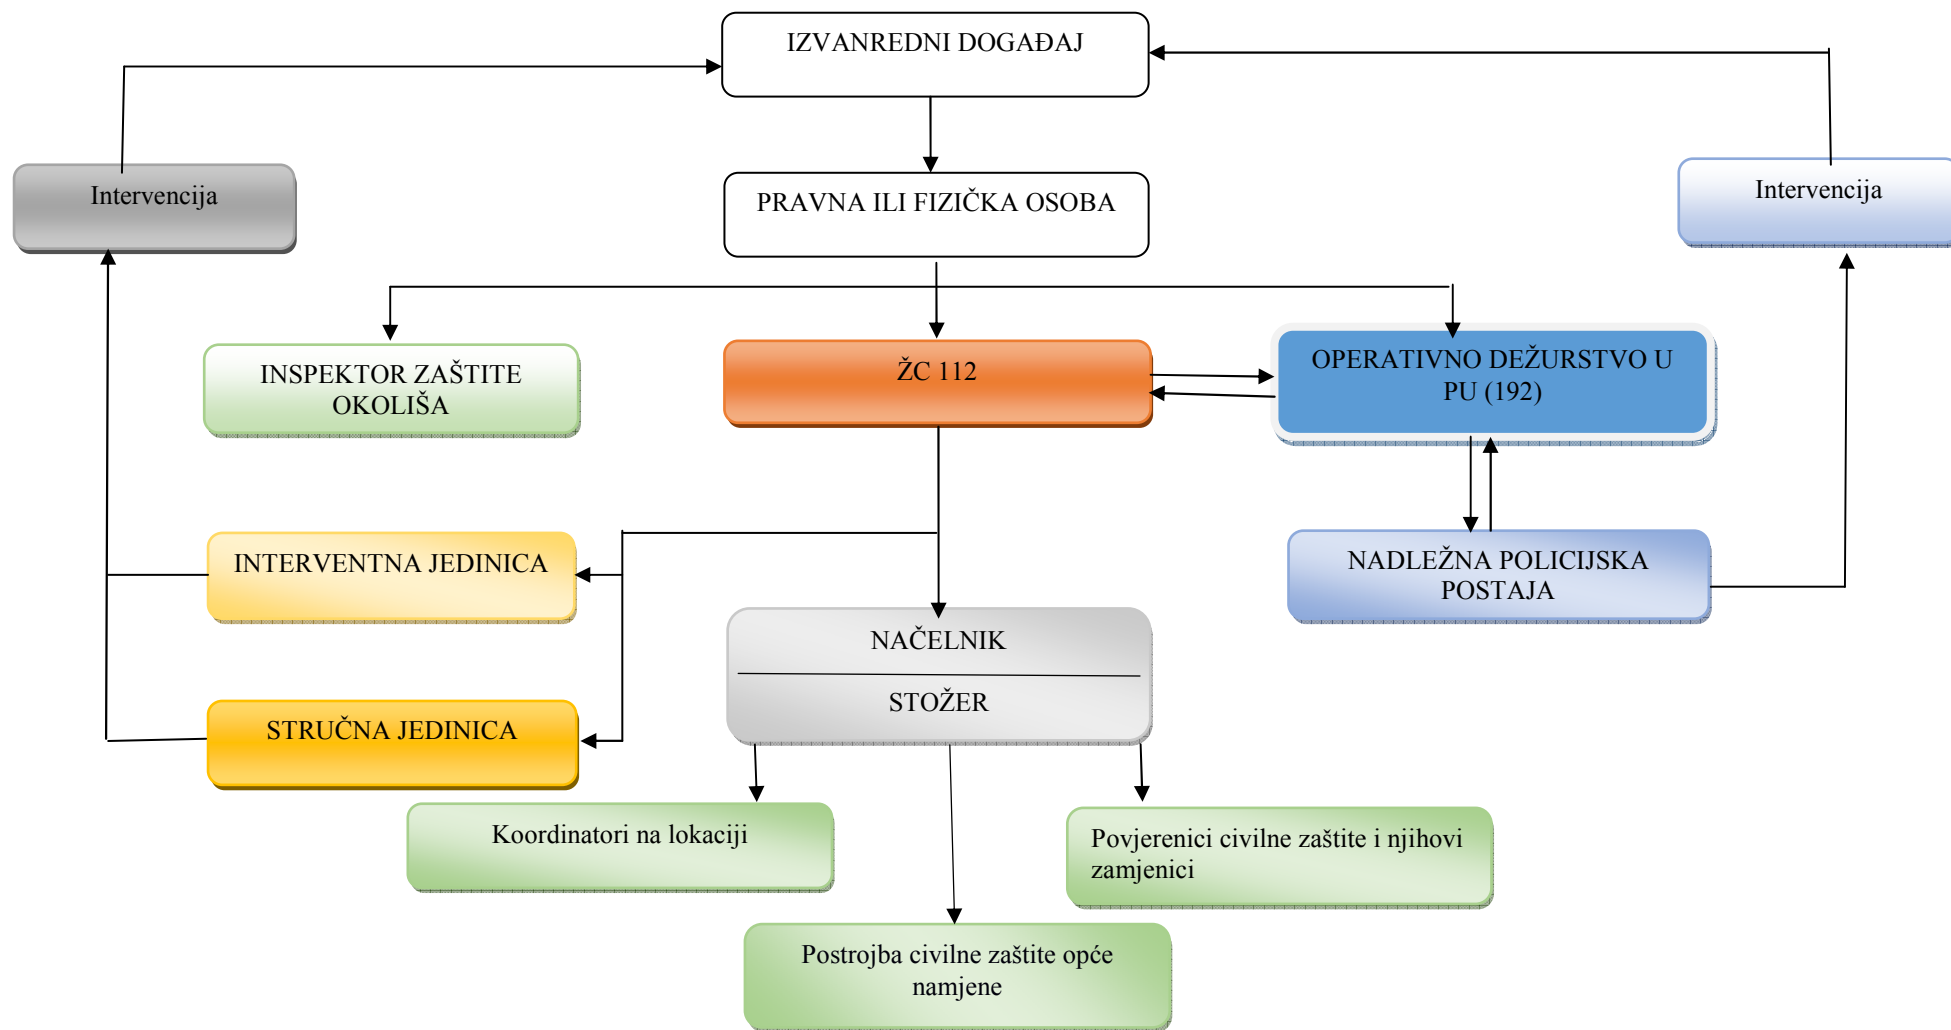 IZVANREDNI DOGAĐAJ
Intervencija
PRAVNA ILI FIZIČKA OSOBA
Intervencija
INSPEKTOR ZAŠTITE
OKOLIŠA
ŽC 112
OPERATIVNO DEŽURSTVO U
PU (192)
INTERVENTNA JEDINICA
NADLEŽNA POLICIJSKA
POSTAJA
NAČELNIK
STOŽER
STRUČNA JEDINICA
Koordinatori na lokaciji
Povjerenici civilne zaštite i njihovi
zamjenici
Postrojba civilne zaštite opće
namjene